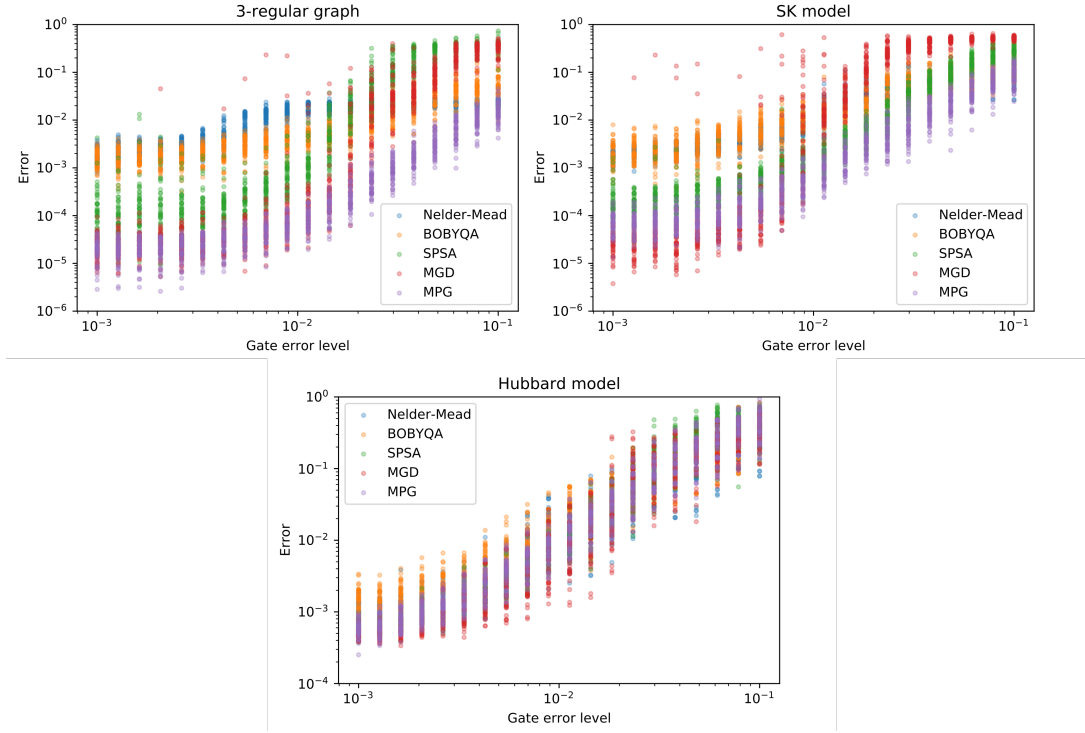 3-regular graph
Error
10^0
10^-1
10^-2
10^-3
10^-4
10^-5
10^-6
Nelder-Mead
BOBYQA
SPSA
MGD
MPG
10^-3
10^-2
10^-1
Gate error level
SK model
Error
10^0
10^-1
10^-2
10^-3
10^-4
10^-5
10^-6
Nelder-Mead
BOBYQA
SPSA
MGD
MPG
10^-3
10^-2
10^-1
Gate error level
Hubbard model
Error
10^0
10^-1
10^-2
10^-3
10^-4
Nelder-Mead
BOBYQA
SPSA
MGD
MPG
10^-3
10^-2
10^-1
Gate error level